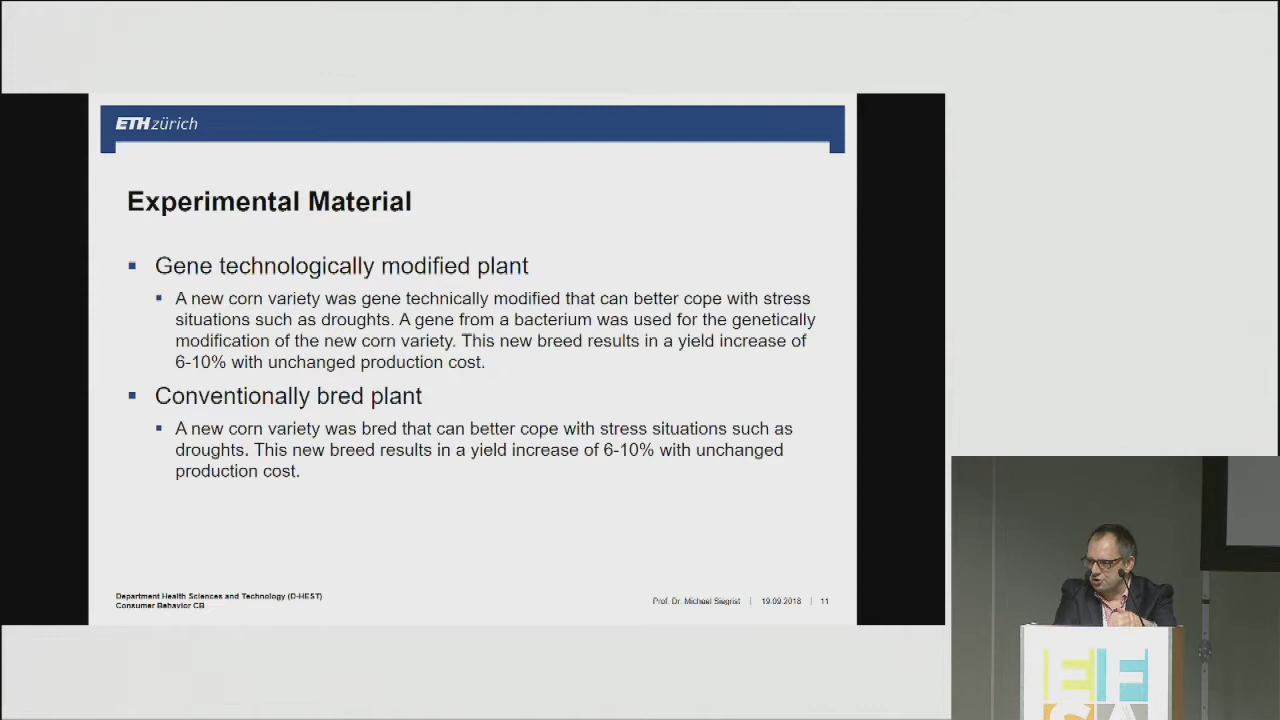 ETH zürich
Experimental Material
Gene technologically modified plant
A new corn variety was gene technically modified that can better cope with stress
situations such as droughts. A gene from a bacterium was used for the genetically
modification of the new corn variety. This new breed results in a yield increase of
6-10% with unchanged production cost.
Conventionally bred plant
A new corn variety was bred that can better cope with stress situations such as
droughts. This new breed results in a yield increase of 6-10% with unchanged
production cost.
Department Health Sciences and Technology (D-HEST)
Consumer Behavior CB
Prof. Dr. Michael Siegrist | 19.09.2018 | 11
EF
SA